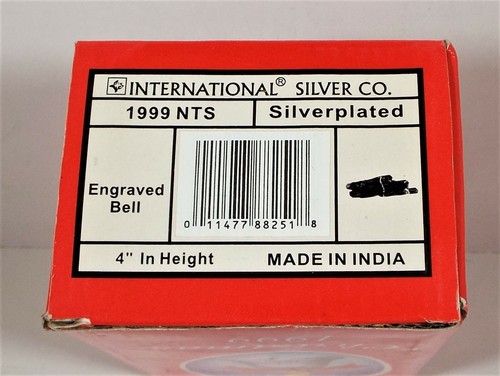 INTERNATIONAL® SILVER CO.
1999 NTS Silverplated
Engraved
Bell
0 11477 88251 8
4" In Height MADE IN INDIA